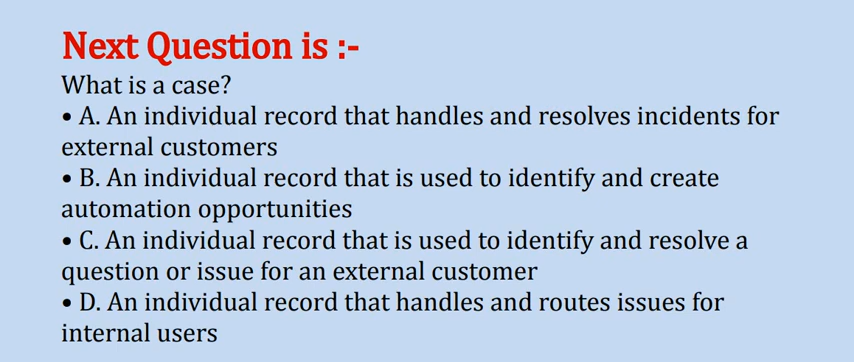 Next Question is :-
What is a case?
• A. An individual record that handles and resolves incidents for
external customers
• B. An individual record that is used to identify and create
automation opportunities
• C. An individual record that is used to identify and resolve a
question or issue for an external customer
• D. An individual record that handles and routes issues for
internal users